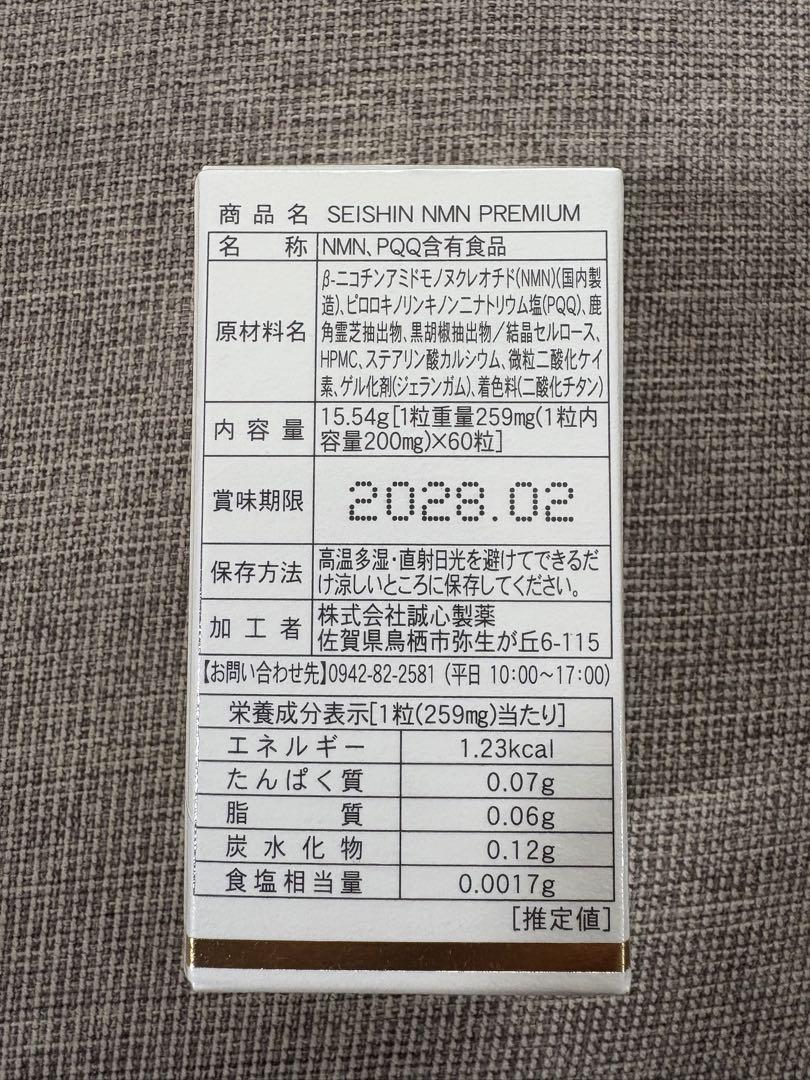 商品名 SEISHIN NMN PREMIUM
名称 NMN、PQQ含有食品
原材料名
β-ニコチンアミドモノヌクレオチド(NMN)(国内製
造)、ピロロキノリンキノン二ナトリウム塩(PQQ)、鹿
角霊芝抽出物、黒胡椒抽出物／結晶セルロース、
HPMC、ステアリン酸カルシウム、微粒二酸化ケイ
素、ゲル化剤(ジェランガム)、着色料(二酸化チタン)
内容量
15.54g[1粒重量259mg(1粒内
容量200mg)×60粒]
賞味期限 2028.02
保存方法
高温多湿・直射日光を避けてできるだ
け涼しいところに保存してください。
加工者
株式会社誠心製薬
佐賀県鳥栖市弥生が丘6-115
【お問い合わせ先】0942-82-2581 (平日 10:00〜17:00)
栄養成分表示[1粒(259mg)当たり]
エネルギー 1.23kcal
たんぱく質 0.07g
脂質 0.06g
炭水化物 0.12g
食塩相当量 0.0017g
[推定値]